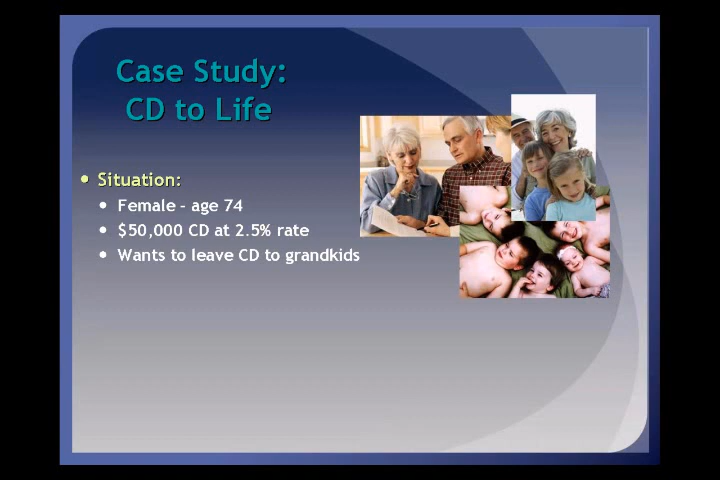 Case Study:
CD to Life
Situation:
Female - age 74
$50,000 CD at 2.5% rate
Wants to leave CD to grandkids